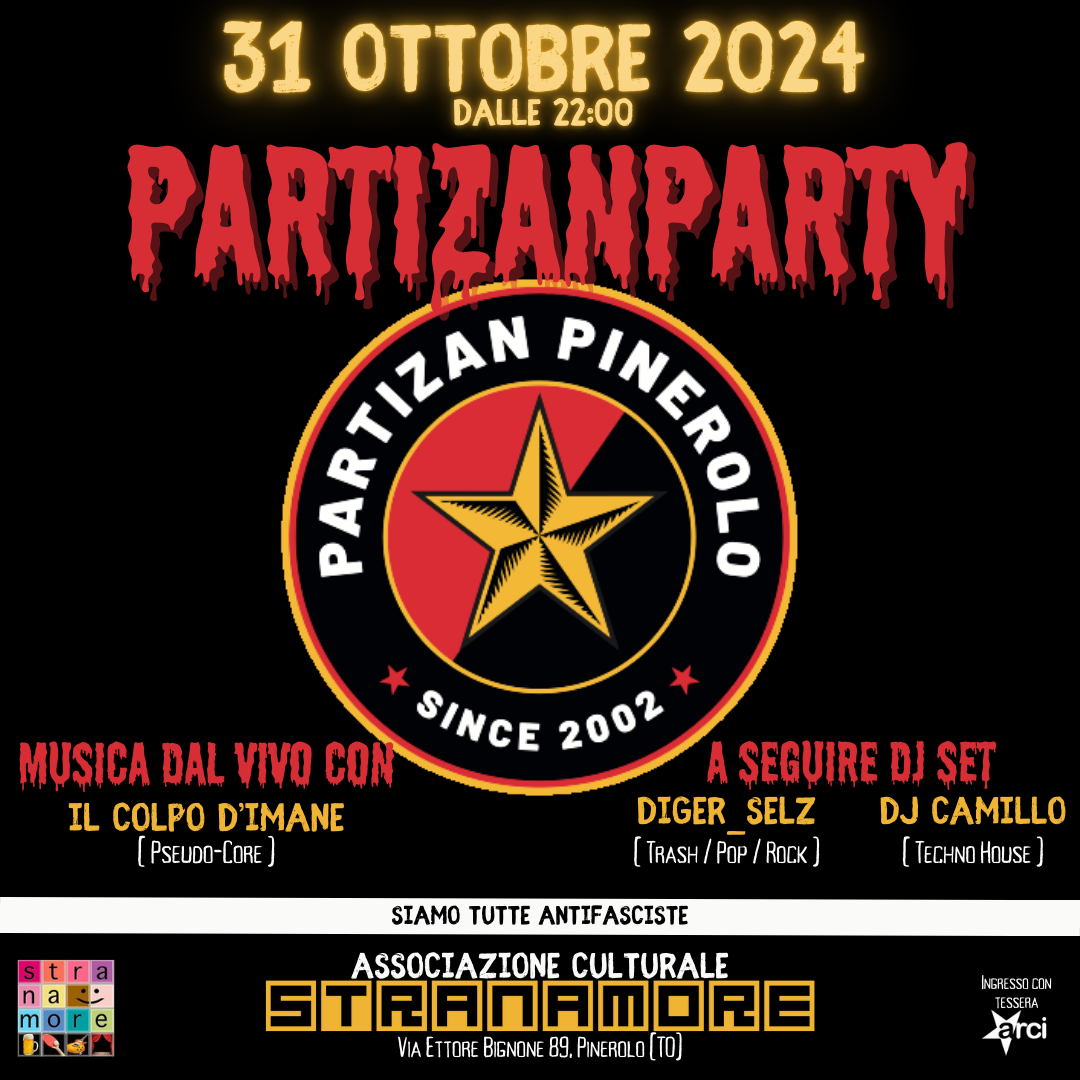 31 OTTOBRE 2024
DALLE 22:00
PARTIZANPARTY
PARTIZAN PINEROLO
SINCE 2002
MUSICA DAL VIVO CON
IL COLPO D'IMANE
( PSEUDO-CORE )
A SEGUIRE DJ SET
DIGER_SELZ
( TRASH / POP / ROCK )
DJ CAMILLO
( TECHNO HOUSE )
SIAMO TUTTE ANTIFASCISTE
stra
na
more
ASSOCIAZIONE CULTURALE
STRANAMORE
VIA ETTORE BIGNONE 89, PINEROLO (TO)
INGRESSO CON
TESSERA
arci